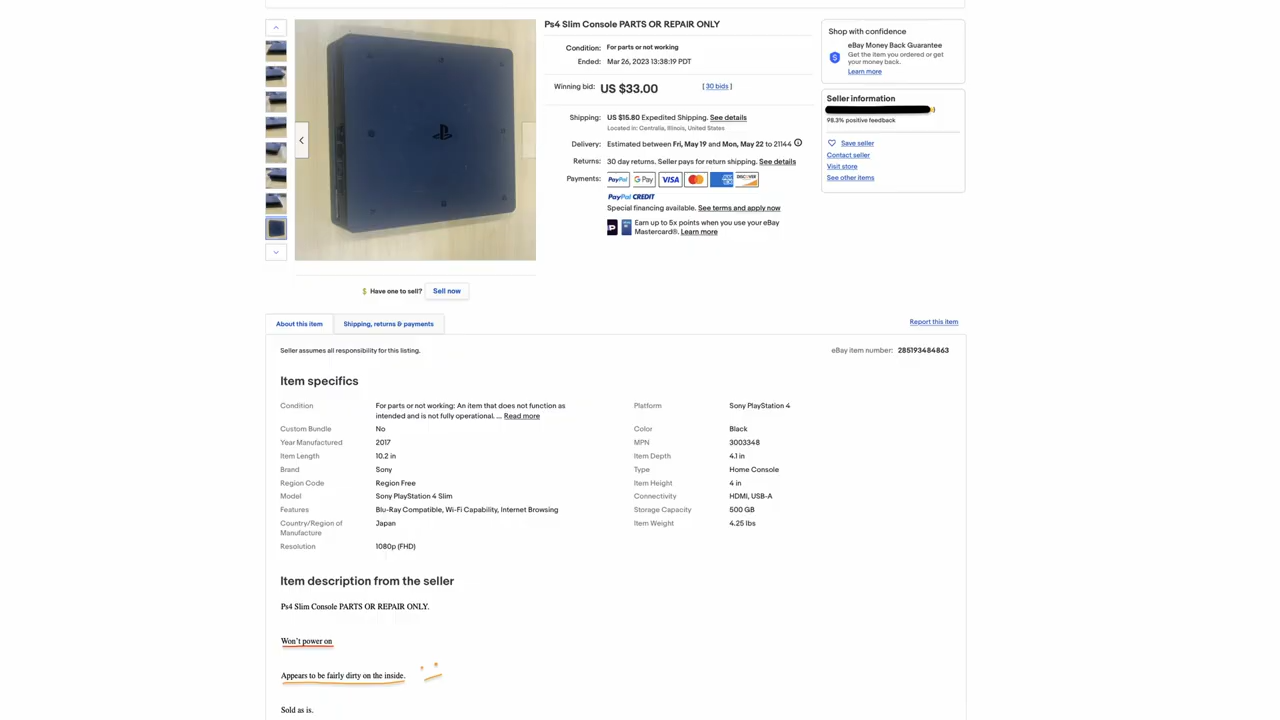 Ps4 Slim Console PARTS OR REPAIR ONLY
Condition: For parts or not working
Ended: Mar 26, 2023 13:38:19 PDT
Winning bid: US $33.00 [ 30 bids ]
Shipping: US $15.80 Expedited Shipping. See details
Located in: Centralia, Illinois, United States
Delivery: Estimated between Fri, May 19 and Mon, May 22 to 21144
Returns: 30 day returns. Seller pays for return shipping. See details
Payments: PayPal G Pay VISA DISCOVER
PayPal CREDIT
Special financing available. See terms and apply now
Earn up to 5x points when you use your eBay
Mastercard®. Learn more
Shop with confidence
eBay Money Back Guarantee
Get the item you ordered or get
your money back.
Learn more
Seller information
98.3% positive feedback
Save seller
Contact seller
Visit store
See other items
Have one to sell? Sell now
About this item Shipping, returns & payments Report this item
Seller assumes all responsibility for this listing. eBay item number: 285193484863
Item specifics
Condition For parts or not working: An item that does not function as
intended and is not fully operational. ... Read more
Platform Sony PlayStation 4
Custom Bundle No Color Black
Year Manufactured 2017 MPN 3003348
Item Length 10.2 in Item Depth 4.1 in
Brand Sony Type Home Console
Region Code Region Free Item Height 4 in
Model Sony PlayStation 4 Slim Connectivity HDMI, USB-A
Features Blu-Ray Compatible, Wi-Fi Capability, Internet Browsing Storage Capacity 500 GB
Country/Region of
Manufacture Japan Item Weight 4.25 lbs
Resolution 1080p (FHD)
Item description from the seller
Ps4 Slim Console PARTS OR REPAIR ONLY.
Won't power on
Appears to be fairly dirty on the inside.
Sold as is.